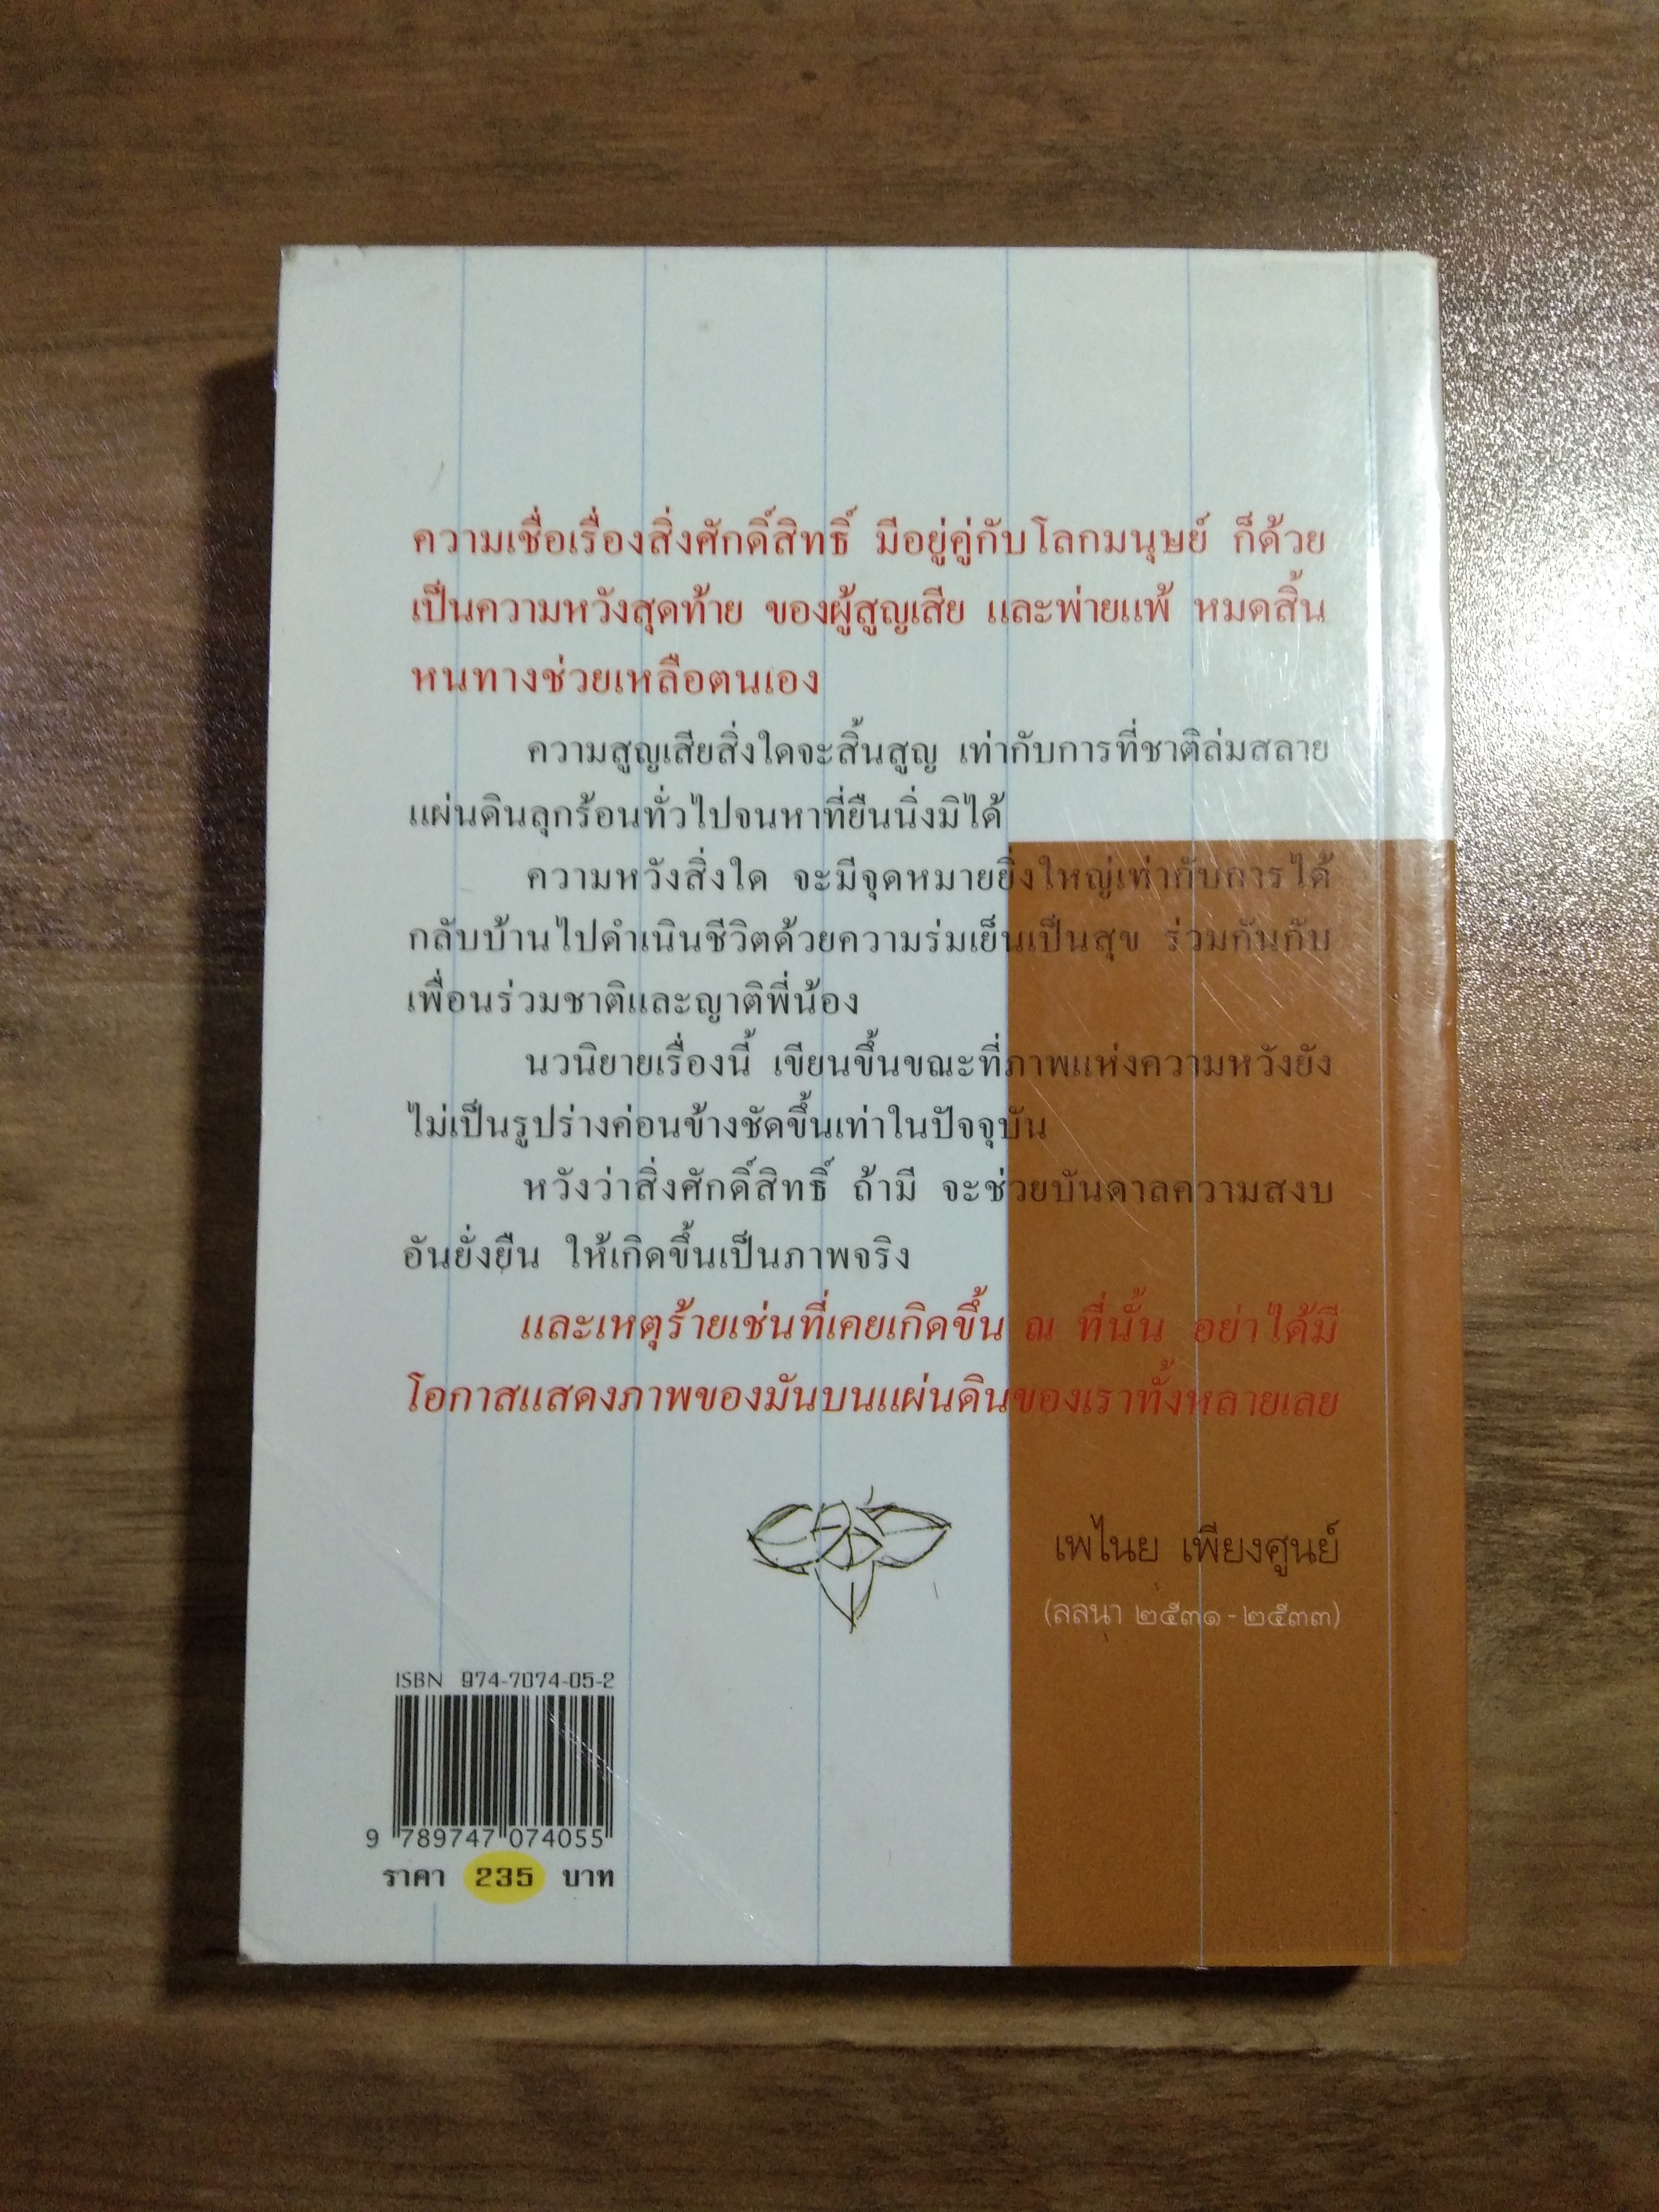 ความเชื่อเรื่องสิ่งศักดิ์สิทธิ์ มีอยู่คู่กับโลกมนุษย์ ก็ด้วย
เป็นความหวังสุดท้าย ของผู้สูญเสีย และพ่ายแพ้ หมดสิ้น
หนทางช่วยเหลือตนเอง
ความสูญเสียสิ่งใดจะสิ้นสูญ เท่ากับการที่ชาติล่มสลาย
แผ่นดินลุกร้อนทั่วไปจนหาที่ยืนนิ่งมิได้
ความหวังสิ่งใด จะมีจุดหมายยิ่งใหญ่เท่ากับการได้
กลับบ้านไปดำเนินชีวิตด้วยความร่มเย็นเป็นสุข ร่วมกันกับ
เพื่อนร่วมชาติและญาติพี่น้อง
นวนิยายเรื่องนี้ เขียนขึ้นขณะที่ภาพแห่งความหวังยัง
ไม่เป็นรูปร่างค่อนข้างชัดขึ้นเท่าในปัจจุบัน
หวังว่าสิ่งศักดิ์สิทธิ์ ถ้ามี จะช่วยบันดาลความสงบ
อันยั่งยืน ให้เกิดขึ้นเป็นภาพจริง
และเหตุร้ายเช่นที่เคยเกิดขึ้น ณ ที่นั้น อย่าได้มี
โอกาสแสดงภาพของมันบนแผ่นดินของเราทั้งหลายเลย
เพไนย เพียงศูนย์
(ลลนา ๒๕๓๑-๒๕๓๓)
ISBN 974-7074-05-2
9 789747 074055
ราคา 235 บาท